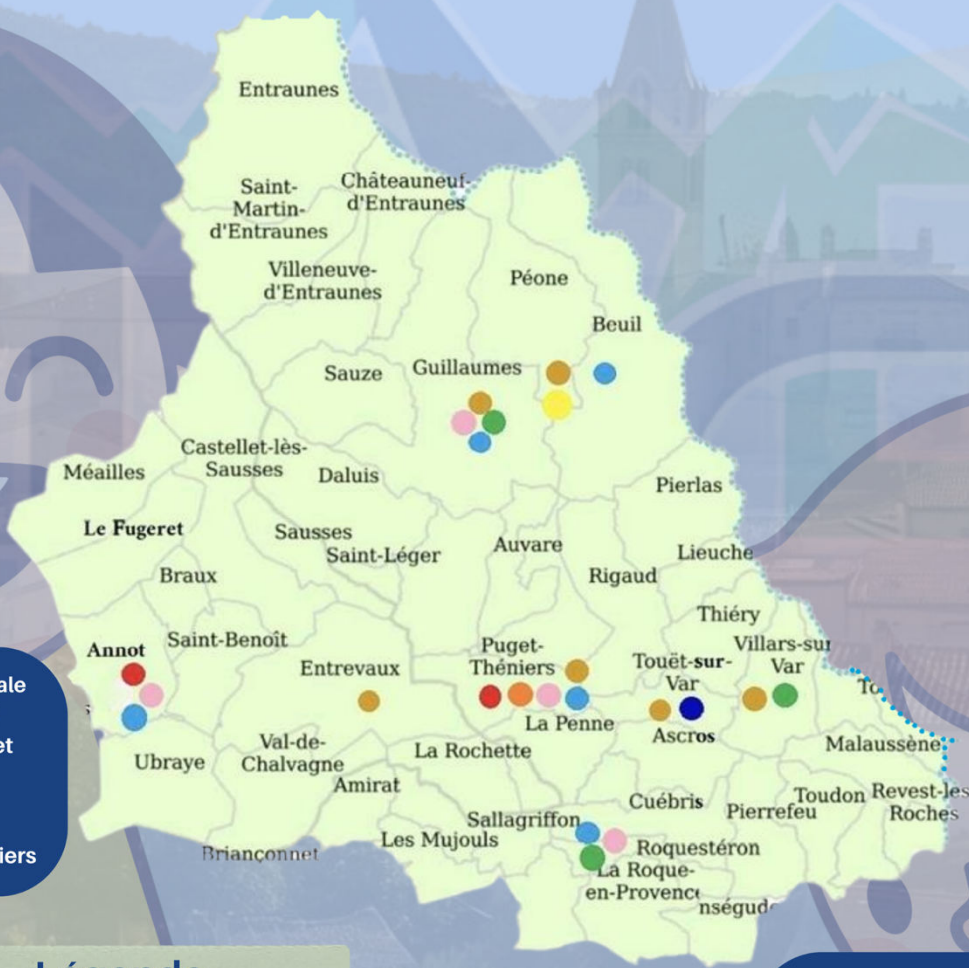 Entraunes
Saint-
Martin-
d'Entraunes
Châteauneuf-
d'Entraunes
Villeneuve-
d'Entraunes
Péone
Beuil
Sauze
Guillaumes
Castellet-lès-
Sausses
Méailles
Daluis
Pierlas
Le Fugeret
Sausses
Saint-Léger
Auvare
Lieuche
Braux
Rigaud
Thiéry
Annot
Saint-Benoît
Entrevaux
Puget-
Théniers
Touët-sur-
Var
Villars-sur
Var
ale
To
et
La Penne
Ascros
Ubraye
Val-de-
Chalvagne
La Rochette
Malaussène
Amirat
Cuébris
Pierrefeu
Toudon
Revest-les
Roches
Sallagriffon
Les Mujouls
iers
Briançonnet
Roquestéron
La Roque-
en-Provence
nségud